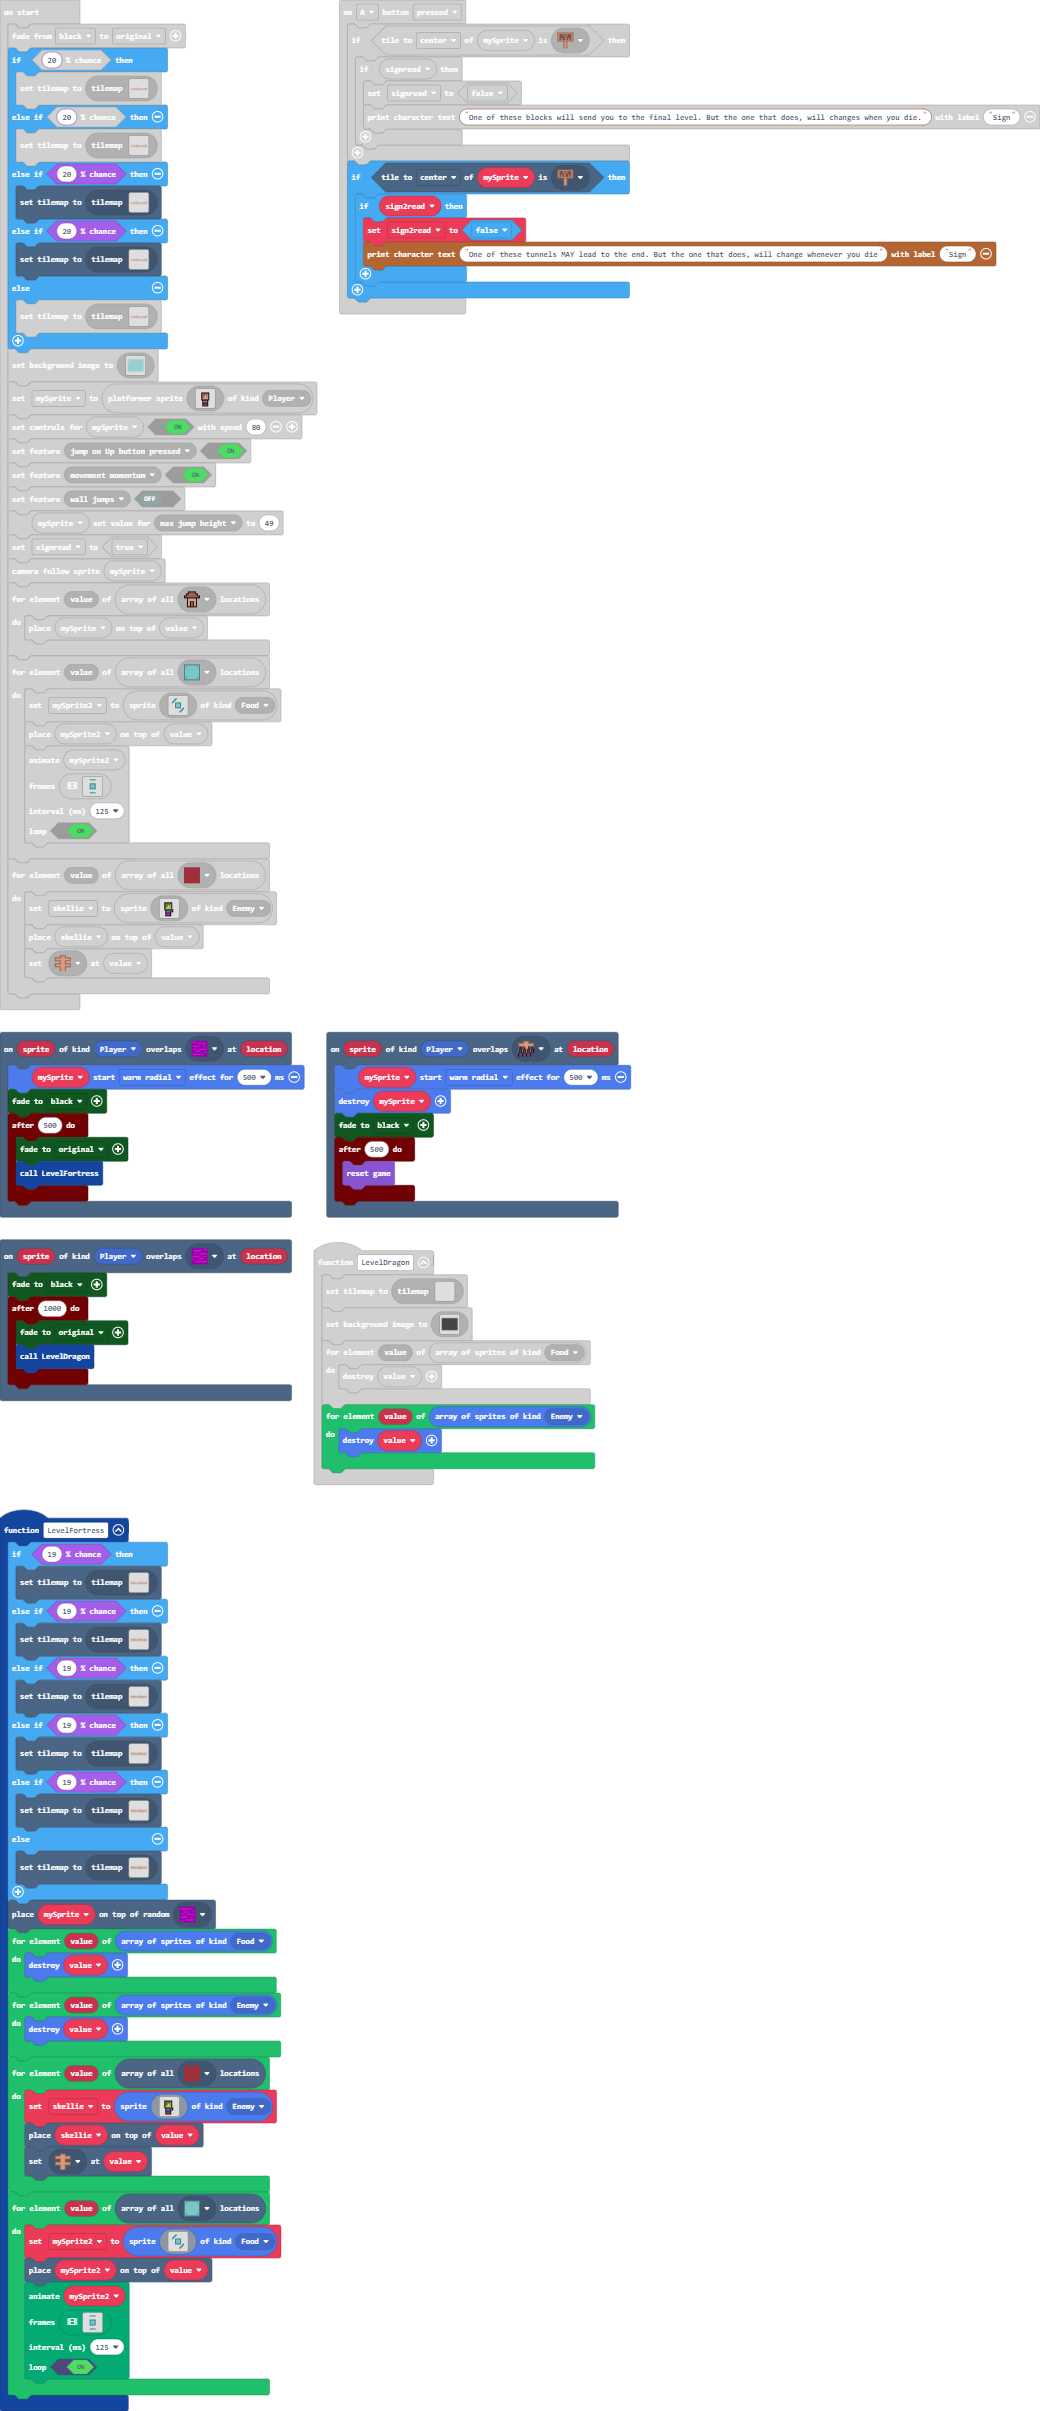 on start
fade from black to original
if 20 % chance then
set tilemap to tilemap
else if 20 % chance then
set tilemap to tilemap
else if 20 % chance then
set tilemap to tilemap
else if 20 % chance then
set tilemap to tilemap
else
set tilemap to tilemap
set background image to
set mySprite to platformer sprite of kind Player
set controls for mySprite ON with speed 80
set feature jump on Up button pressed ON
set feature movement momentum ON
set feature wall jumps OFF
mySprite set value for max jump height to 49
set signread to true
camera follow sprite mySprite
for element value of array of all locations
do
place mySprite on top of value
for element value of array of all locations
do
set mySprite2 to sprite of kind Food
place mySprite2 on top of value
animate mySprite2
frames
interval (ms) 125
loop ON
for element value of array of all locations
do
set skellie to sprite of kind Enemy
place skellie on top of value
set at value
on A button pressed
if tile to center of mySprite is then
if signread then
set signread to false
print character text "One of these blocks will send you to the final level. But the one that does, will changes when you die." with label "Sign"
if tile to center of mySprite is then
if sign2read then
set sign2read to false
print character text "One of these tunnels MAY lead to the end. But the one that does, will change whenever you die" with label "Sign"
on sprite of kind Player overlaps at location
mySprite start warm radial effect for 500 ms
fade to black
after 500 do
fade to original
call LevelFortress
on sprite of kind Player overlaps at location
mySprite start warm radial effect for 500 ms
destroy mySprite
fade to black
after 500 do
reset game
on sprite of kind Player overlaps at location
fade to black
after 1000 do
fade to original
call LevelDragon
function LevelDragon
set tilemap to tilemap
set background image to
for element value of array of sprites of kind Food
do
destroy value
for element value of array of sprites of kind Enemy
do
destroy value
function LevelFortress
if 19 % chance then
set tilemap to tilemap
else if 19 % chance then
set tilemap to tilemap
else if 19 % chance then
set tilemap to tilemap
else if 19 % chance then
set tilemap to tilemap
else if 19 % chance then
set tilemap to tilemap
else
set tilemap to tilemap
place mySprite on top of random
for element value of array of sprites of kind Food
do
destroy value
for element value of array of sprites of kind Enemy
do
destroy value
for element value of array of all locations
do
set skellie to sprite of kind Enemy
place skellie on top of value
set at value
for element value of array of all locations
do
set mySprite2 to sprite of kind Food
place mySprite2 on top of value
animate mySprite2
frames
interval (ms) 125
loop ON